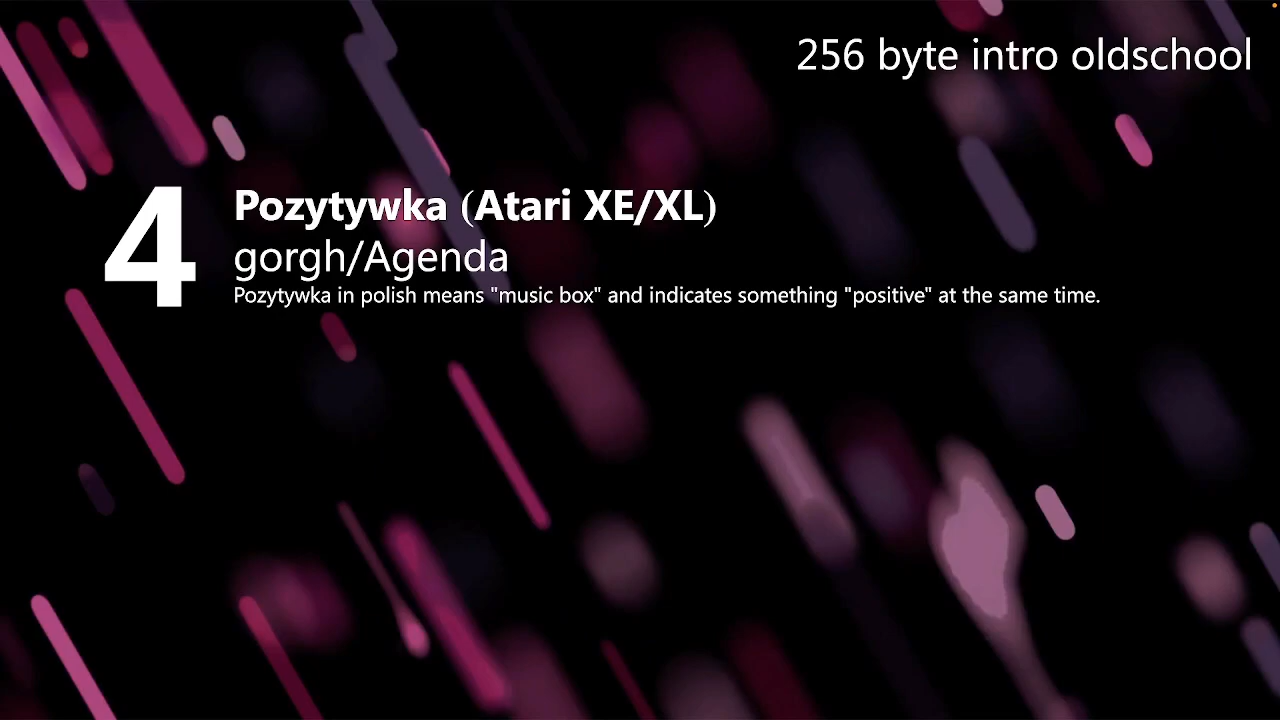 256 byte intro oldschool
4
Pozytywka (Atari XE/XL)
gorgh/Agenda
Pozytywka in polish means "music box" and indicates something "positive" at the same time.